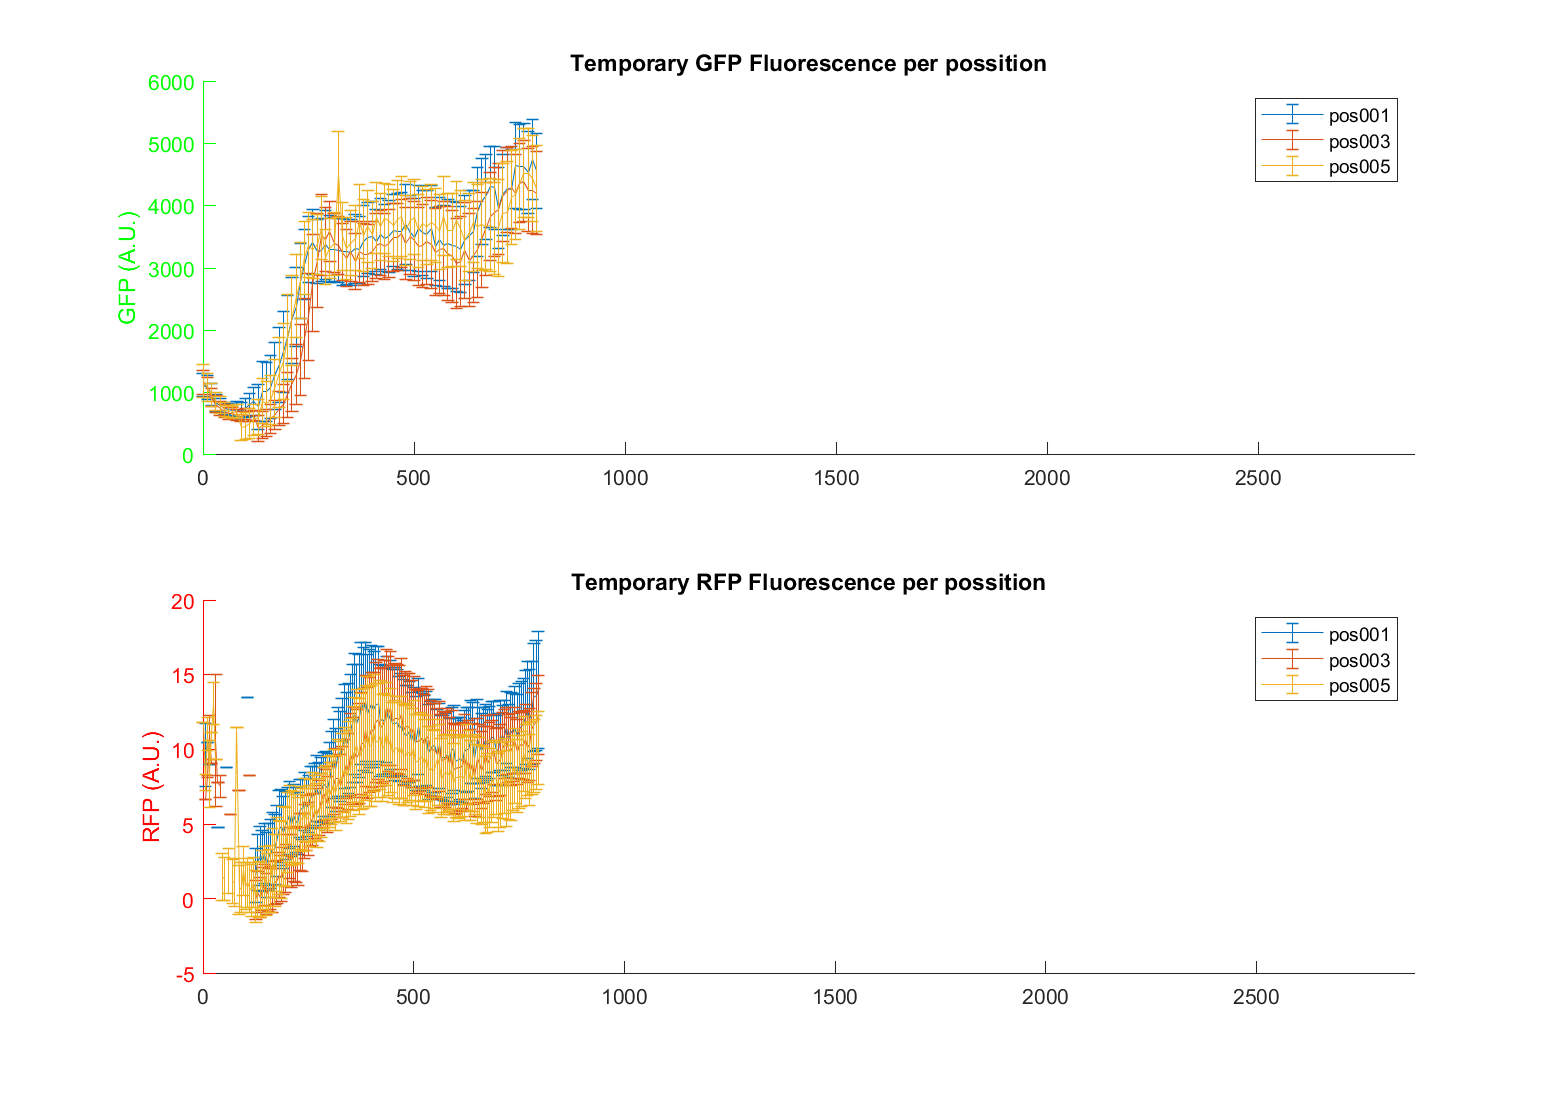 Temporary GFP Fluorescence per possition
6000
5000
4000
3000
2000
1000
0
GFP (A.U.)
0 500 1000 1500 2000 2500
pos001
pos003
pos005
Temporary RFP Fluorescence per possition
20
15
10
5
0
-5
RFP (A.U.)
0 500 1000 1500 2000 2500
pos001
pos003
pos005